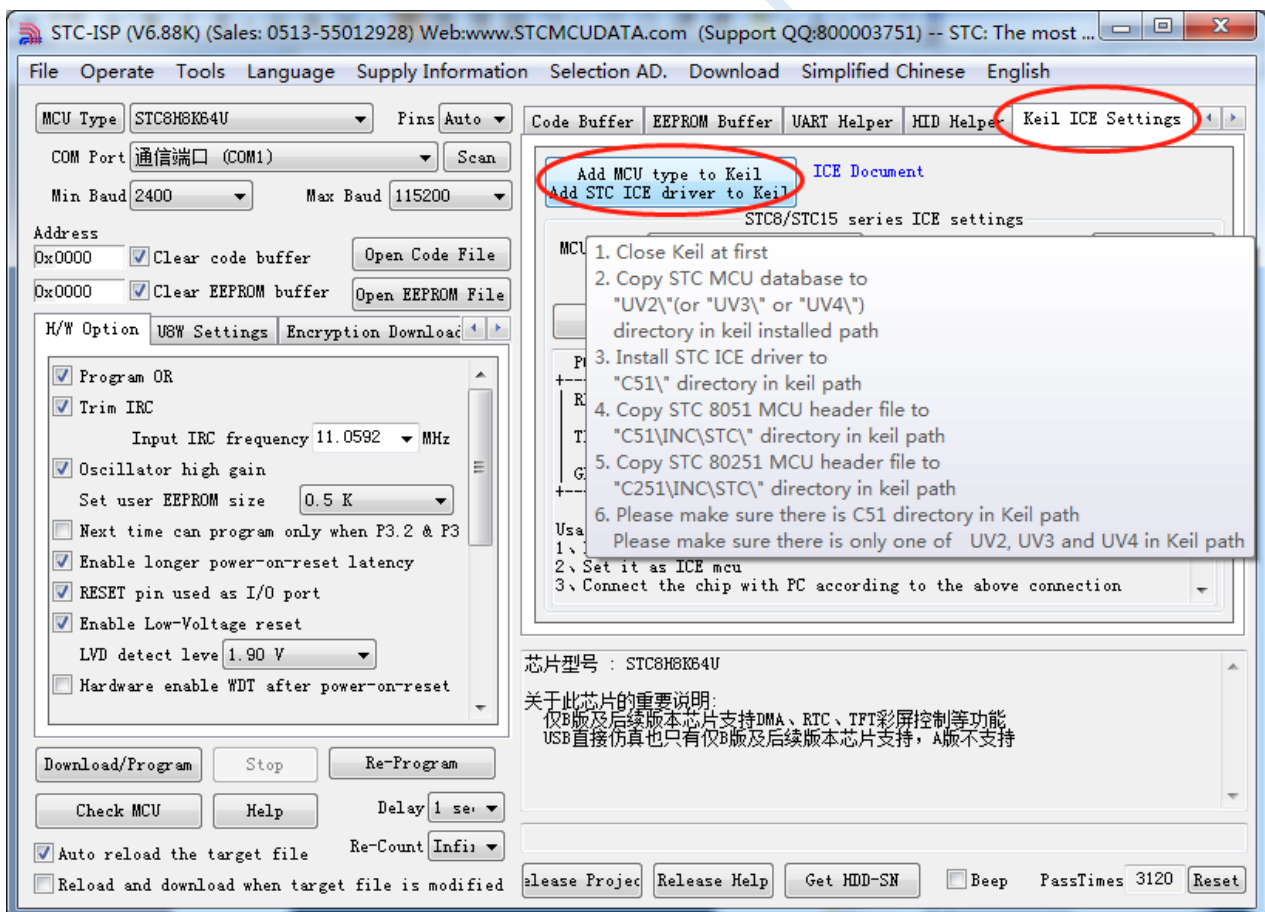 STC-ISP (V6.88K) (Sales: 0513-55012928) Web:www.STCMCUDATA.com (Support QQ:800003751) -- STC: The most ...
File Operate Tools Language Supply Information Selection AD. Download Simplified Chinese English
MCU Type STC8H8K64U Pins Auto
COM Port 通信端口 (COM1) Scan
Min Baud 2400 Max Baud 115200
Address
0x0000 Clear code buffer Open Code File
0x0000 Clear EEPROM buffer Open EEPROM File
H/W Option U8W Settings Encryption Download
Program OR
Trim IRC
Input IRC frequency 11.0592 MHz
Oscillator high gain
Set user EEPROM size 0.5 K
Next time can program only when P3.2 & P3
Enable longer power-on-reset latency
RESET pin used as I/O port
Enable Low-Voltage reset
LVD detect leve 1.90 V
Hardware enable WDT after power-on-reset
Download/Program Stop Re-Program
Check MCU Help Delay 1 se
Auto reload the target file Re-Count Infi
Reload and download when target file is modified
Code Buffer EEPROM Buffer UART Helper HID Helper Keil ICE Settings
Add MCU type to Keil
Add STC ICE driver to Keil
ICE Document
STC8/STC15 series ICE settings
MCU
1. Close Keil at first
2. Copy STC MCU database to
"UV2\"(or "UV3\" or "UV4\")
directory in keil installed path
3. Install STC ICE driver to
"C51\" directory in keil path
4. Copy STC 8051 MCU header file to
"C51\INC\STC\" directory in keil path
5. Copy STC 80251 MCU header file to
"C251\INC\STC\" directory in keil path
6. Please make sure there is C51 directory in Keil path
Please make sure there is only one of UV2, UV3 and UV4 in Keil path
Usa
2、Set it as ICE mcu
3、Connect the chip with PC according to the above connection
芯片型号 : STC8H8K64U
关于此芯片的重要说明:
仅B版及后续版本芯片支持DMA、RTC、TFT彩屏控制等功能
USB直接仿真也只有仅B版及后续版本芯片支持，A版不支持
elease Projec Release Help Get HDD-SN Beep PassTimes 3120 Reset